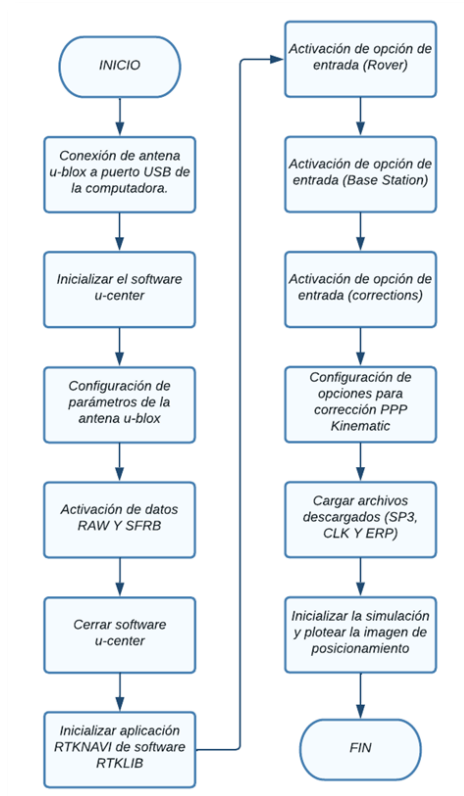 INICIO
Conexión de antena
u-blox a puerto USB de
la computadora.
Inicializar el software
u-center
Configuración de
parámetros de la
antena u-blox
Activación de datos
RAW Y SFRB
Cerrar software
u-center
Inicializar aplicación
RTKNAVI de software
RTKLIB
Activación de opción de
entrada (Rover)
Activación de opción de
entrada (Base Station)
Activación de opción de
entrada (corrections)
Configuración de
opciones para
corrección PPP
Kinematic
Cargar archivos
descargados (SP3,
CLK Y ERP)
Inicializar la simulación
y plotear la imagen de
posicionamiento
FIN